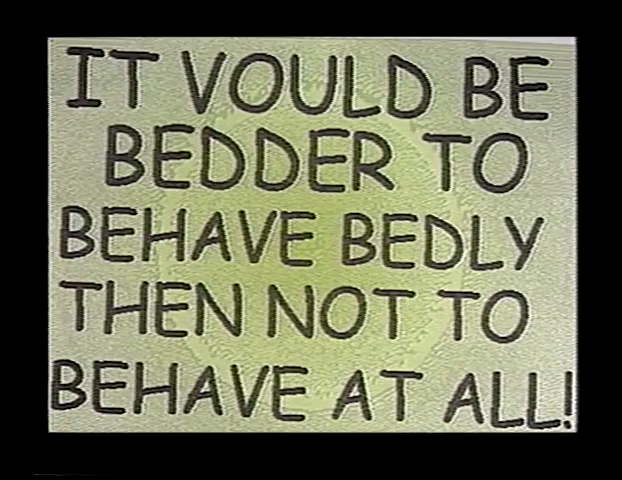 IT VOULD BE
BEDDER TO
BEHAVE BEDLY
THEN NOT TO
BEHAVE AT ALL!